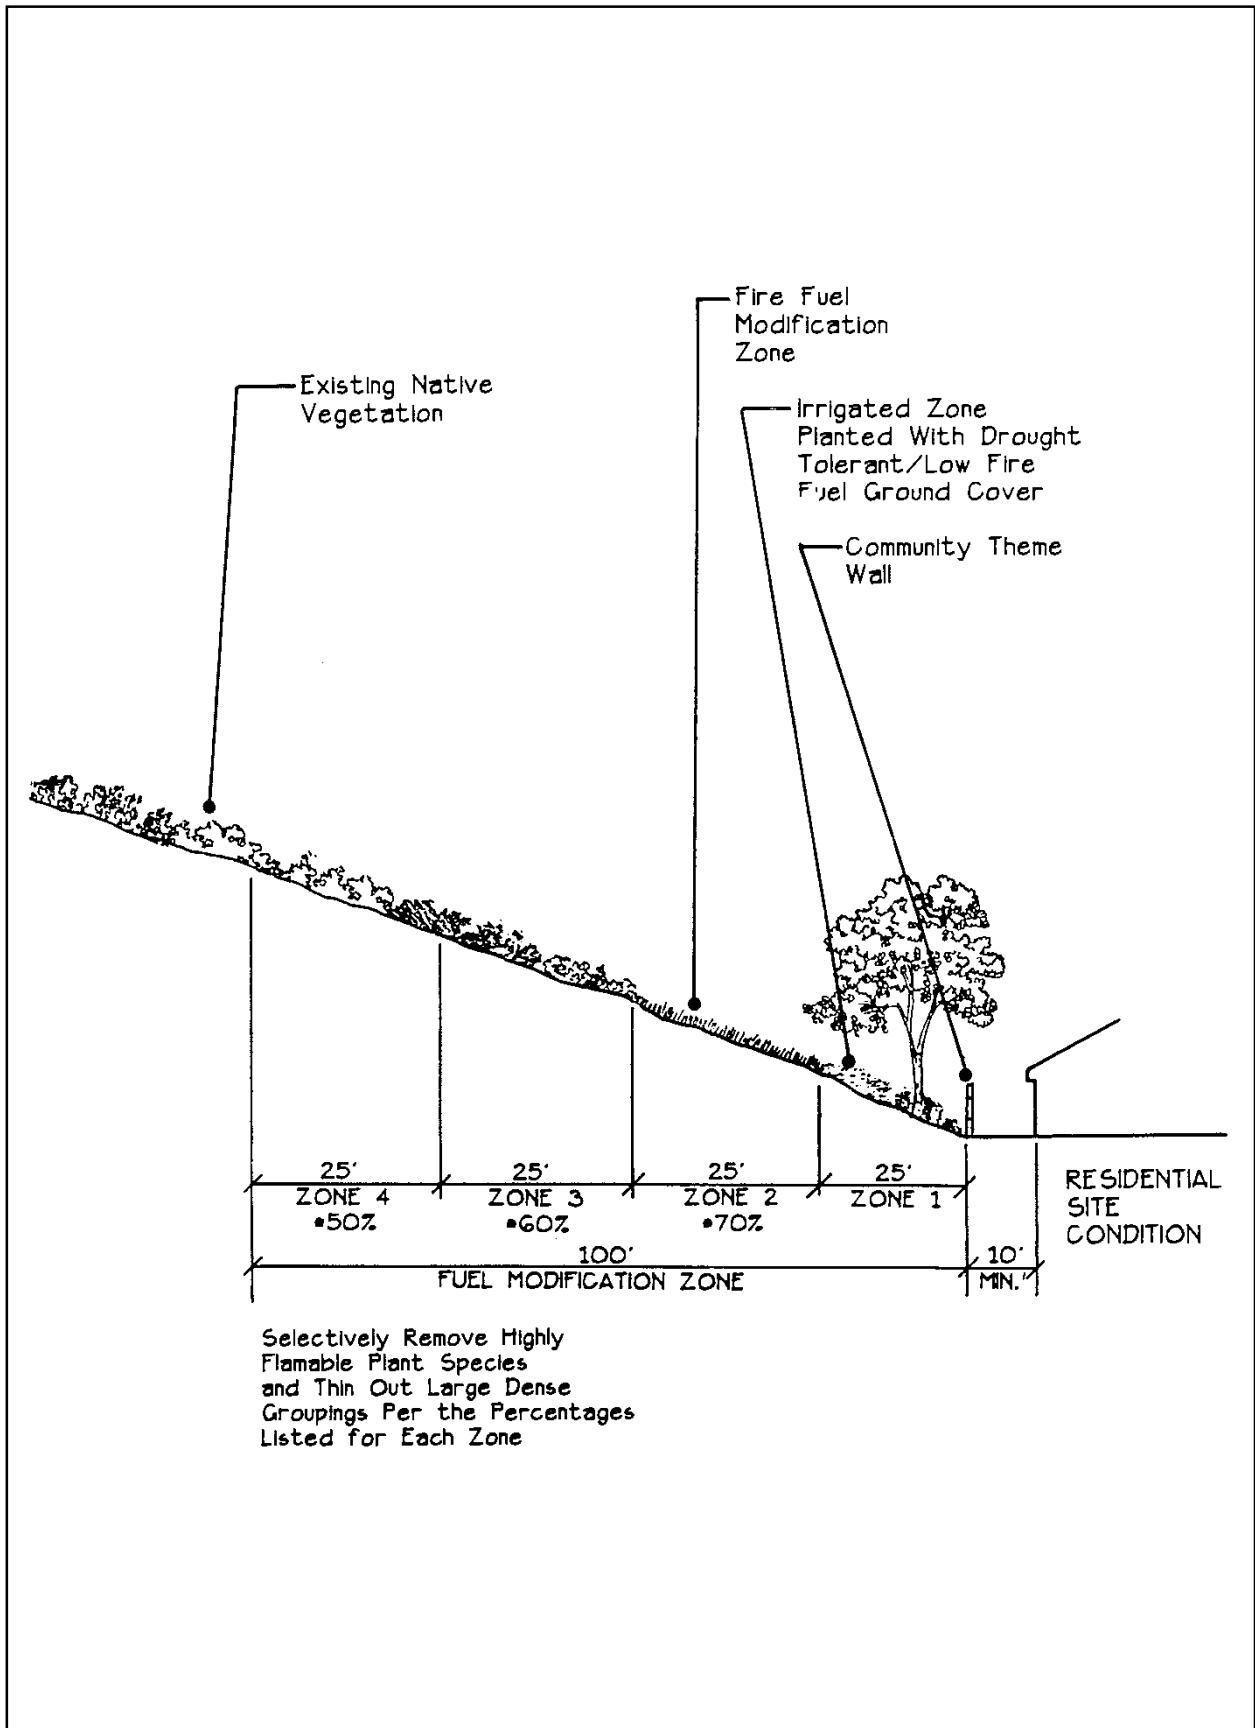 Fire Fuel
Modification
Zone
Existing Native
Vegetation
Irrigated Zone
Planted With Drought
Tolerant/Low Fire
Fuel Ground Cover
Community Theme
Wall
25' 25' 25' 25'
ZONE 4 ZONE 3 ZONE 2 ZONE 1
*50% *60% *70%
RESIDENTIAL
SITE
CONDITION
100' 10'
FUEL MODIFICATION ZONE MIN.
Selectively Remove Highly
Flamable Plant Species
and Thin Out Large Dense
Groupings Per the Percentages
Listed for Each Zone